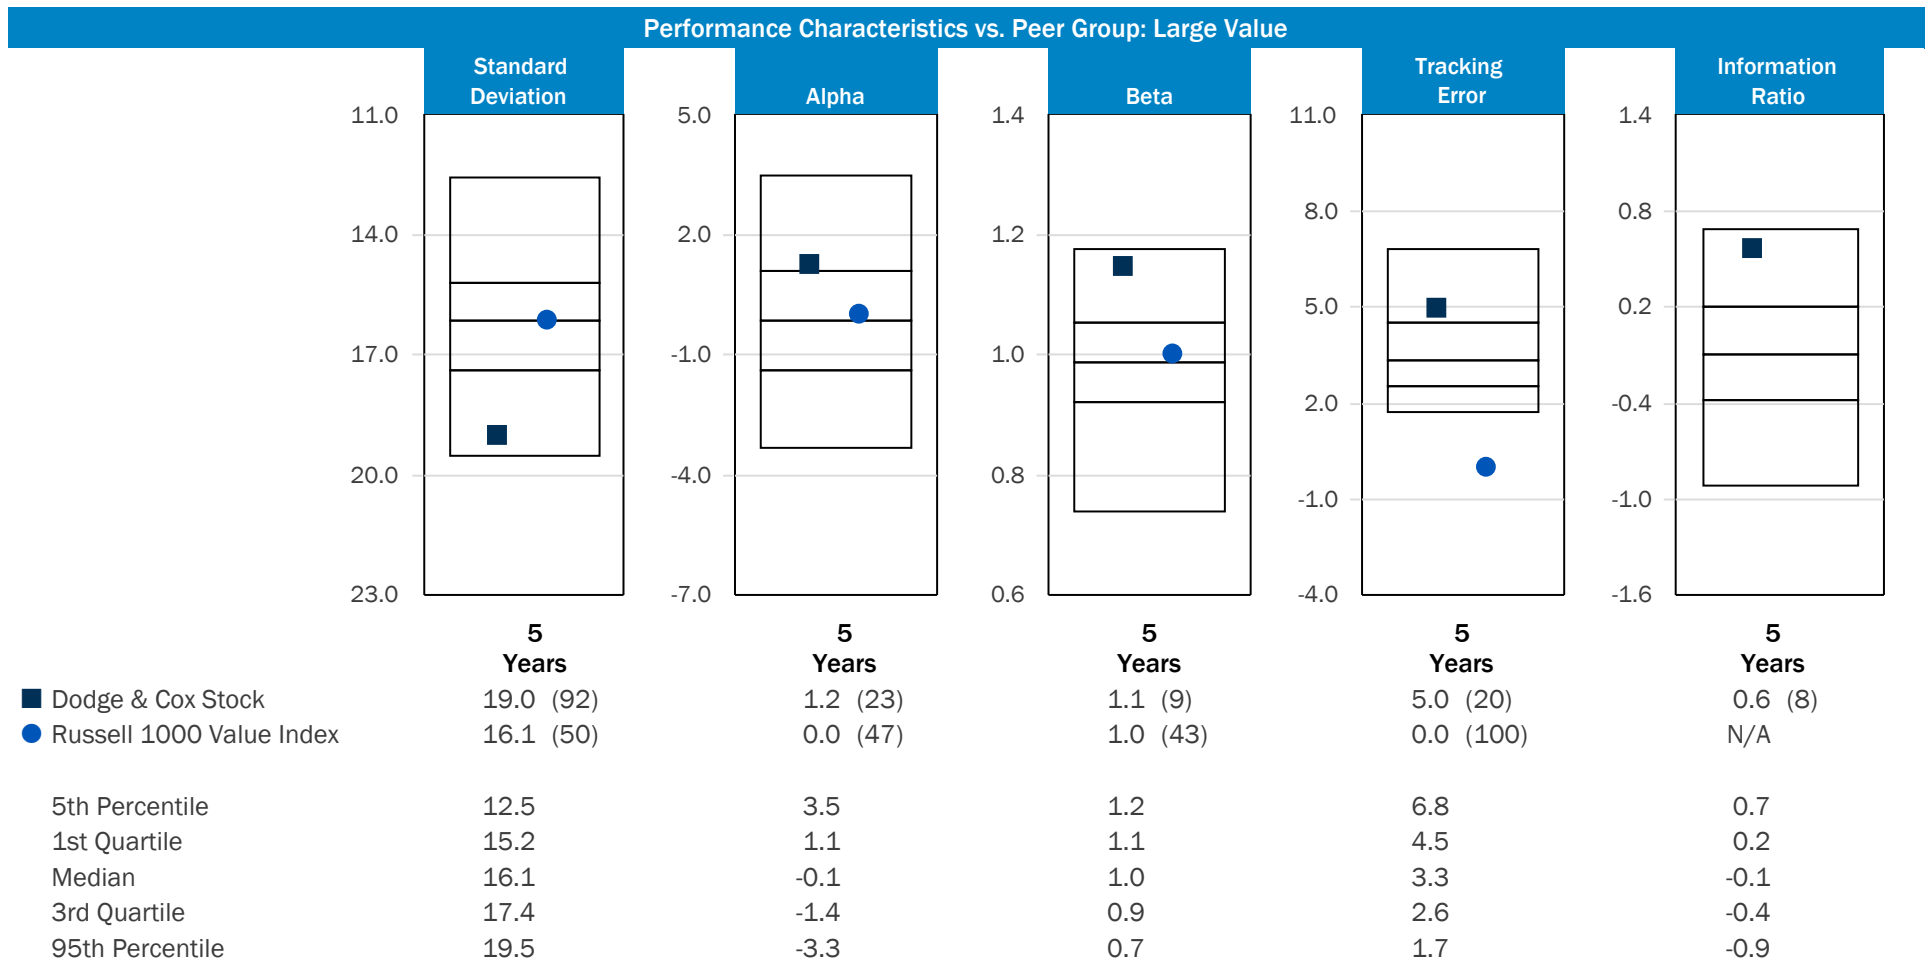 Performance Characteristics vs. Peer Group: Large Value
Standard
Deviation
Alpha
Beta
Tracking
Error
Information
Ratio
11.0
14.0
17.0
20.0
23.0
5.0
2.0
-1.0
-4.0
-7.0
1.4
1.2
1.0
0.8
0.6
11.0
8.0
5.0
2.0
-1.0
-4.0
1.4
0.8
0.2
-0.4
-1.0
-1.6
5 5 5 5 5
Years Years Years Years Years
Dodge & Cox Stock 19.0 (92) 1.2 (23) 1.1 (9) 5.0 (20) 0.6 (8)
Russell 1000 Value Index 16.1 (50) 0.0 (47) 1.0 (43) 0.0 (100) N/A
5th Percentile 12.5 3.5 1.2 6.8 0.7
1st Quartile 15.2 1.1 1.1 4.5 0.2
Median 16.1 -0.1 1.0 3.3 -0.1
3rd Quartile 17.4 -1.4 0.9 2.6 -0.4
95th Percentile 19.5 -3.3 0.7 1.7 -0.9